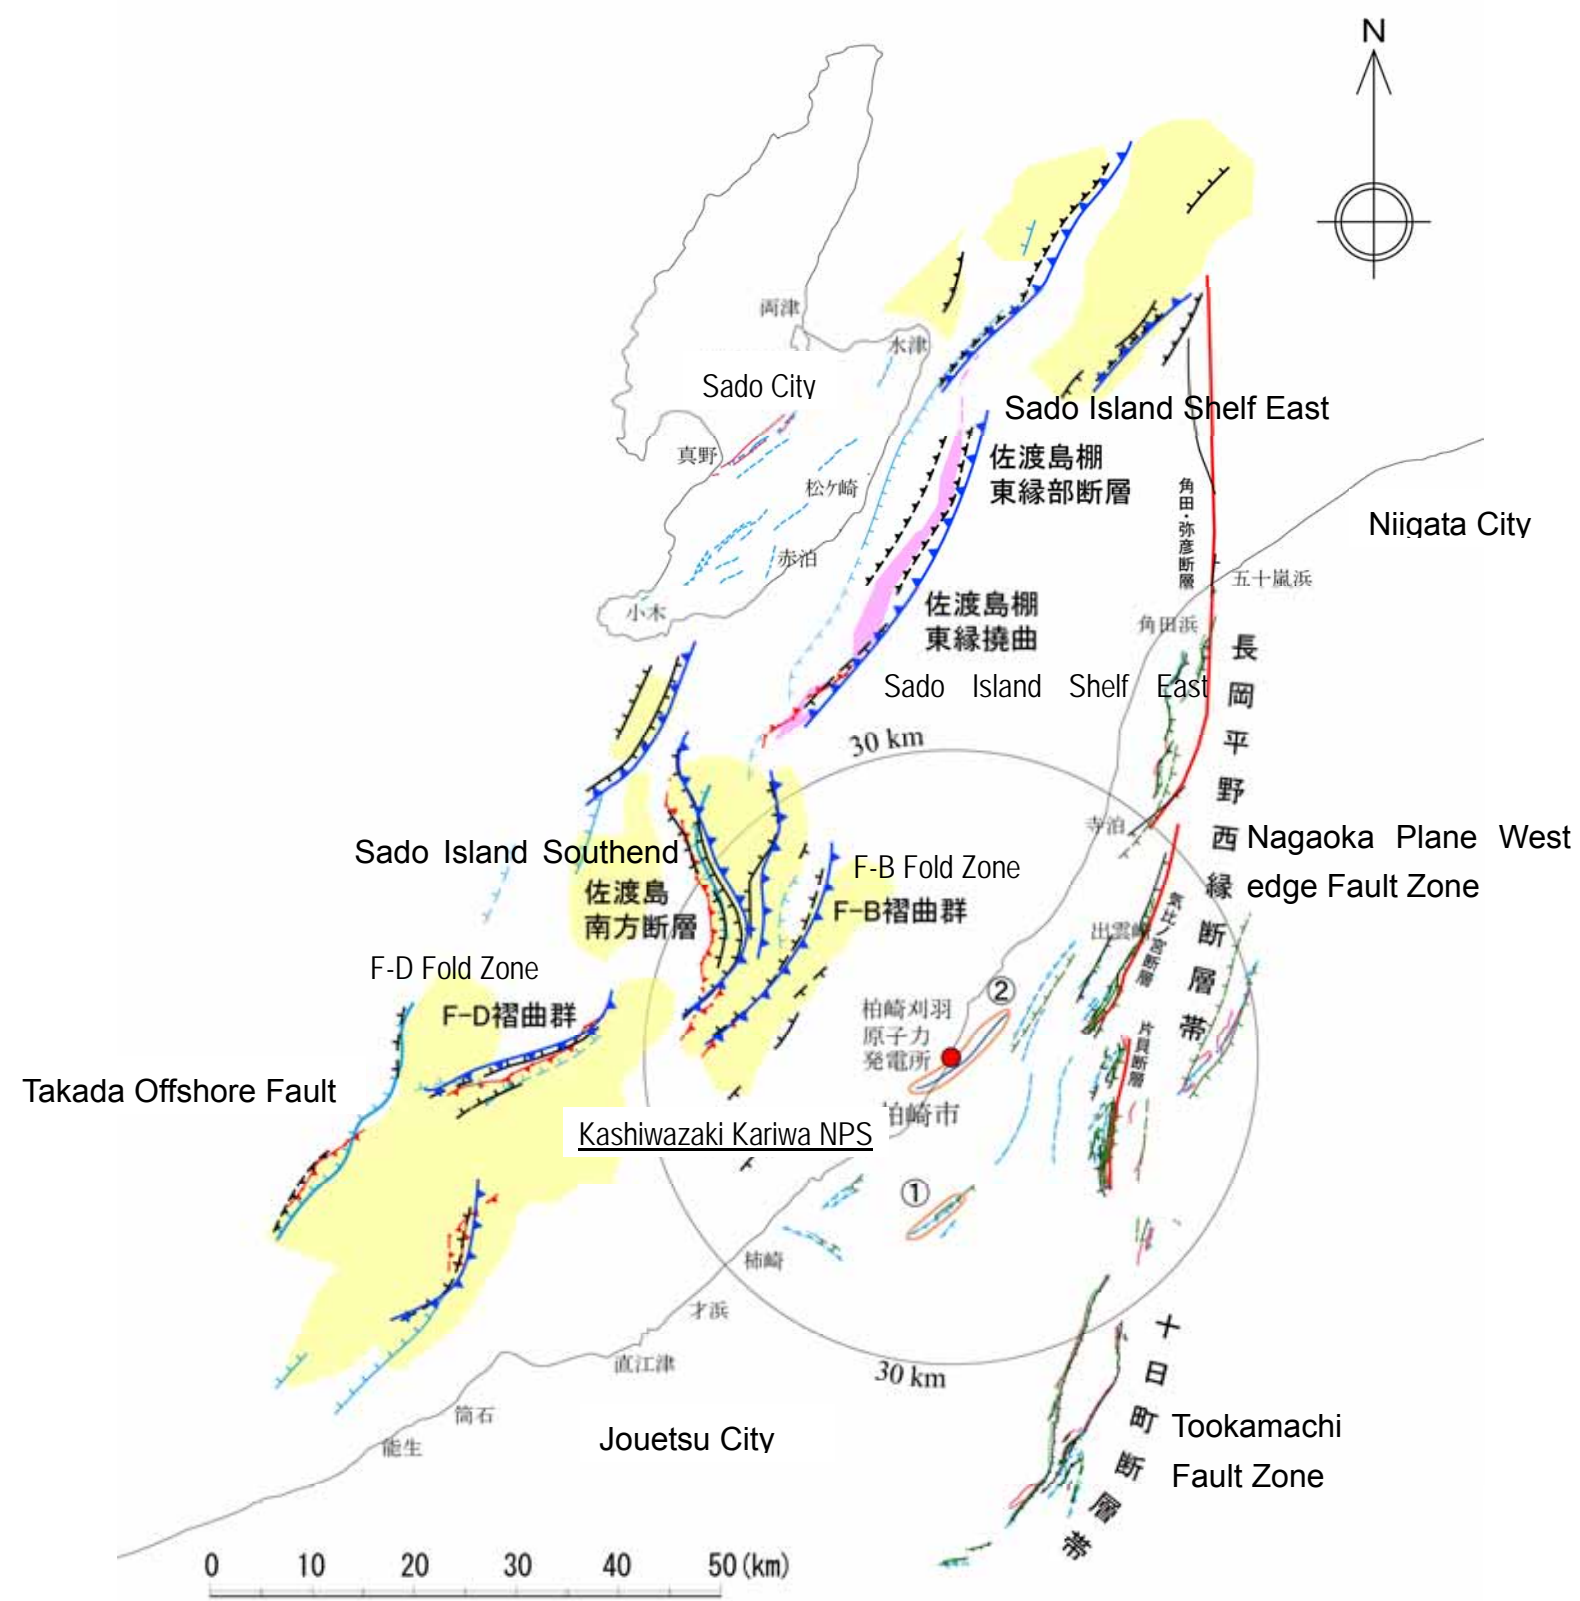 N
両津
水津
Sado City
Sado Island Shelf East
真野
佐渡島棚
東縁部断層
松ケ崎
角田・弥彦断層
Niigata City
赤泊
五十嵐浜
小木
佐渡島棚
東縁撓曲
角田浜
長岡平野西縁断層帯
Sado Island Shelf East
30 km
寺泊
Nagaoka Plane West
edge Fault Zone
Sado Island Southend
佐渡島
南方断層
F-B Fold Zone
F-B褶曲群
気比ノ宮断層
F-D Fold Zone
F-D褶曲群
②
柏崎刈羽
原子力
発電所
片貝断層
Takada Offshore Fault
柏崎市
Kashiwazaki Kariwa NPS
①
柿崎
才浜
直江津
30 km
筒石
能生
Jouetsu City
十日町断層帯
Tookamachi
Fault Zone
0 10 20 30 40 50(km)